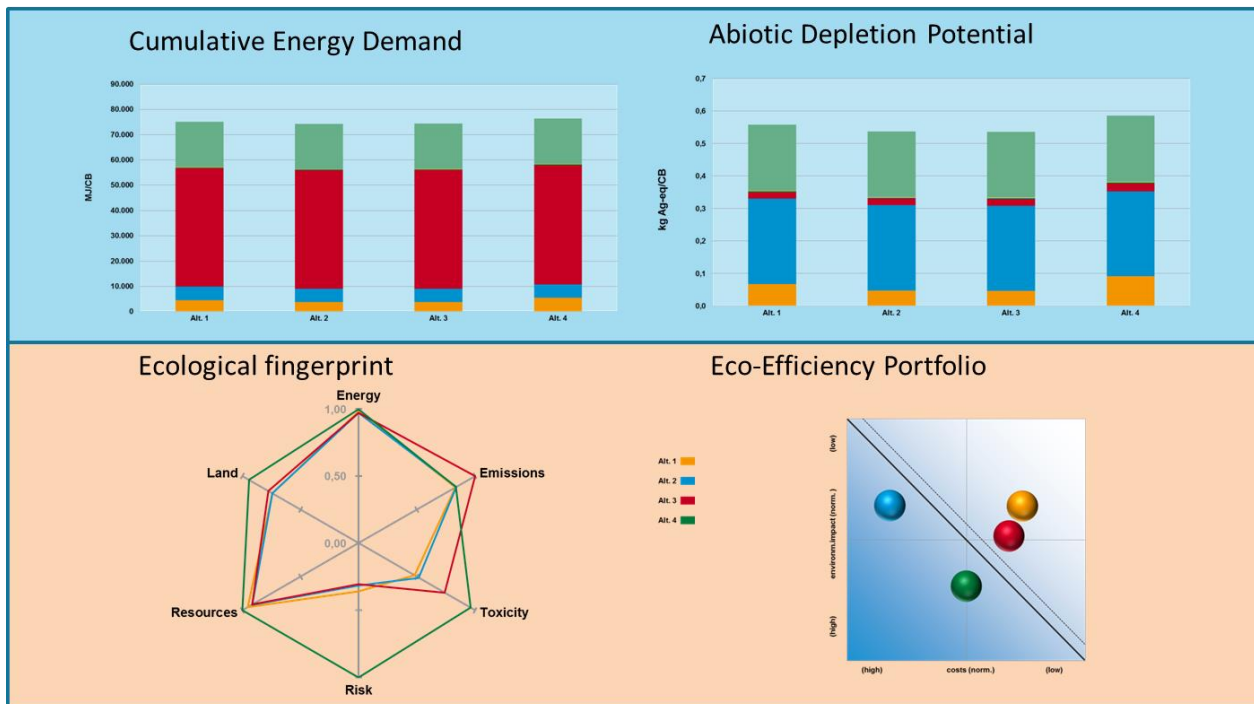 Cumulative Energy Demand
90.000
80.000
70.000
60.000
50.000
40.000
30.000
20.000
10.000
0
MJ/CB
Alt. 1
Alt. 2
Alt. 3
Alt. 4
Abiotic Depletion Potential
0,7
0,6
0,5
0,4
0,3
0,2
0,1
0,0
kg Ag-eq/CB
Alt. 1
Alt. 2
Alt. 3
Alt. 4
Ecological fingerprint
Energy
1,00
Land
Emissions
0,50
0,00
Resources
Toxicity
Risk
Alt. 1
Alt. 2
Alt. 3
Alt. 4
Eco-Efficiency Portfolio
(low)
environm.impact (norm. )
(high)
(high)
costs (norm.)
(low)